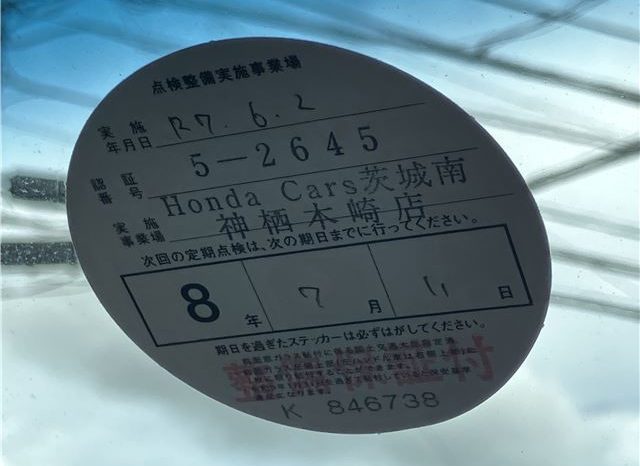 点検整備実施事業場
実施年月日 R7.6.2
認証番号 5-2645
Honda Cars茨城南
実施事業場 神栖木崎店
次回の定期点検は、次の期日までに行ってください。
8年 7月 11日
期日を過ぎたステッカーは必ずはがしてください。
K 846738